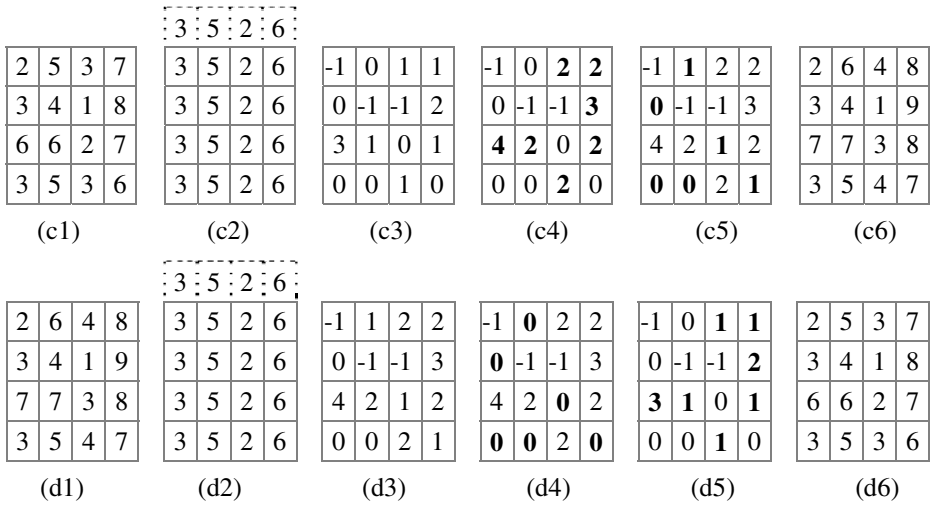 3 5 2 6
2 5 3 7 3 5 2 6 -1 0 1 1 -1 0 2 2 -1 1 2 2 2 6 4 8
3 4 1 8 3 5 2 6 0 -1 -1 2 0 -1 -1 3 0 -1 -1 3 3 4 1 9
6 6 2 7 3 5 2 6 3 1 0 1 4 2 0 2 4 2 1 2 7 7 3 8
3 5 3 6 3 5 2 6 0 0 1 0 0 0 2 0 0 0 2 1 3 5 4 7
(c1) (c2) (c3) (c4) (c5) (c6)
3 5 2 6
2 6 4 8 3 5 2 6 -1 1 2 2 -1 0 2 2 -1 0 1 1 2 5 3 7
3 4 1 9 3 5 2 6 0 -1 -1 3 0 -1 -1 3 0 -1 -1 2 3 4 1 8
7 7 3 8 3 5 2 6 4 2 1 2 4 2 0 2 3 1 0 1 6 6 2 7
3 5 4 7 3 5 2 6 0 0 2 1 0 0 2 0 0 0 1 0 3 5 3 6
(d1) (d2) (d3) (d4) (d5) (d6)